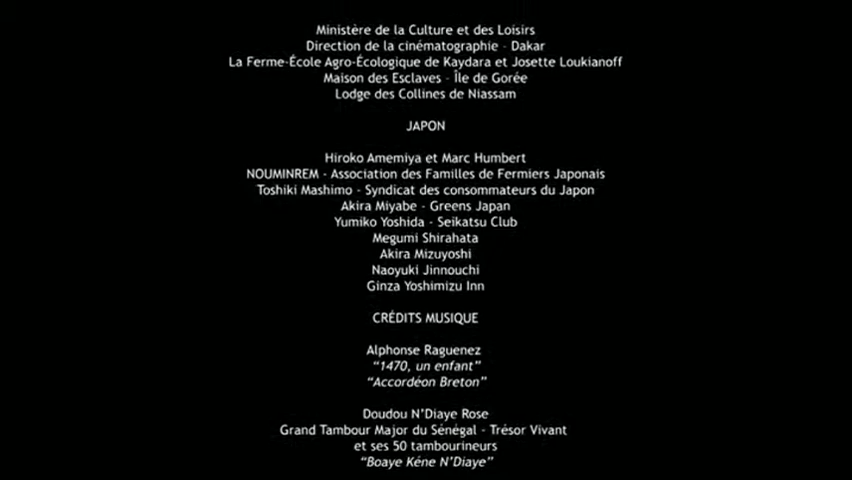 Ministère de la Culture et des Loisirs
Direction de la cinématographie - Dakar
La Ferme-École Agro-Écologique de Kaydara et Josette Loukianoff
Maison des Esclaves - Île de Gorée
Lodge des Collines de Niassam
JAPON
Hiroko Amemiya et Marc Humbert
NOUMINREM - Association des Familles de Fermiers Japonais
Toshiki Mashimo - Syndicat des consommateurs du Japon
Akira Miyabe - Greens Japan
Yumiko Yoshida - Seikatsu Club
Megumi Shirahata
Akira Mizuyoshi
Naoyuki Jinnouchi
Ginza Yoshimizu Inn
CRÉDITS MUSIQUE
Alphonse Raguenez
“1470, un enfant”
“Accordéon Breton”
Doudou N’Diaye Rose
Grand Tambour Major du Sénégal - Trésor Vivant
et ses 50 tambourineurs
“Boaye Kéne N’Diaye”